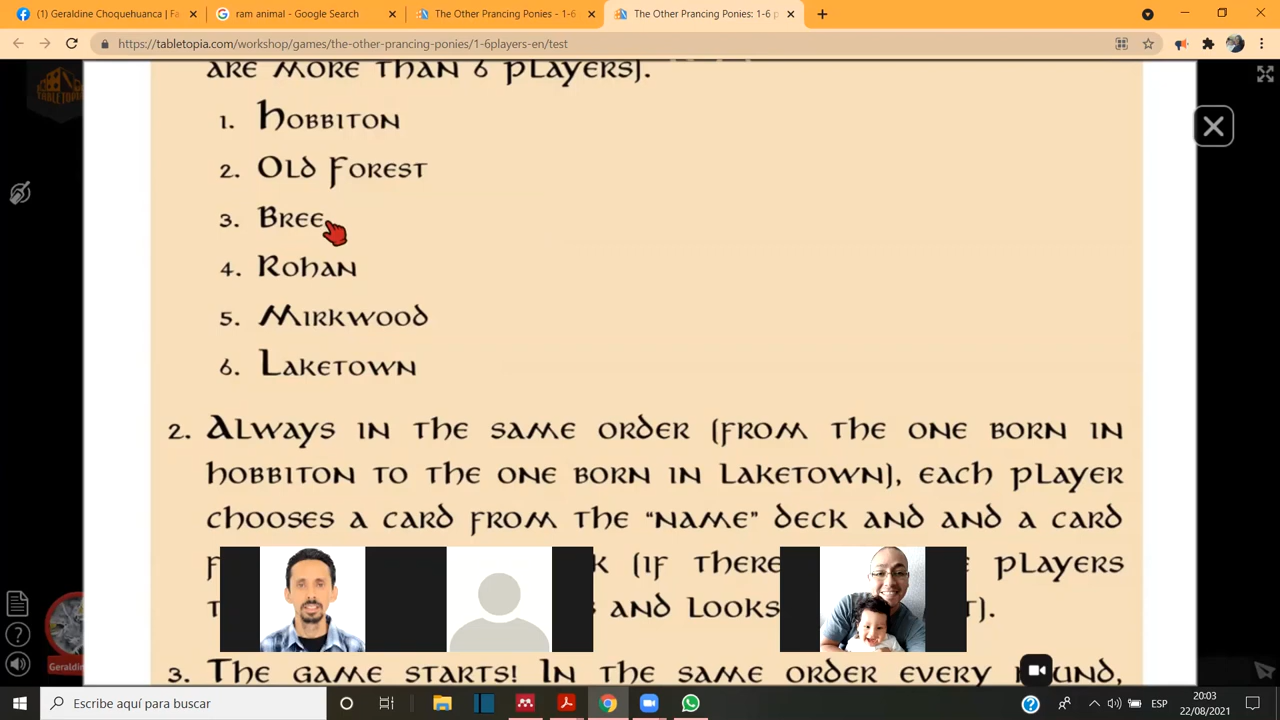 (1) Geraldine Choquehuanca | Fa
ram animal - Google Search
The Other Prancing Ponies - 1-6
The Other Prancing Ponies: 1-6 p
https://tabletopia.com/workshop/games/the-other-prancing-ponies/1-6players-en/test
TABLETOPIA
are more than 6 players).
1. Hobbiton
2. Old Forest
3. Bree
4. Rohan
5. Mirkwood
6. Laketown
2. Always in the same order (from the one born in
hobbiton to the one born in Laketown), each player
chooses a card from the "name" deck and and a card
f k (if there players
and looks t).
3. The game starts! In the same order every round,
Geraldin
Escribe aquí para buscar
ESP
20:03
22/08/2021